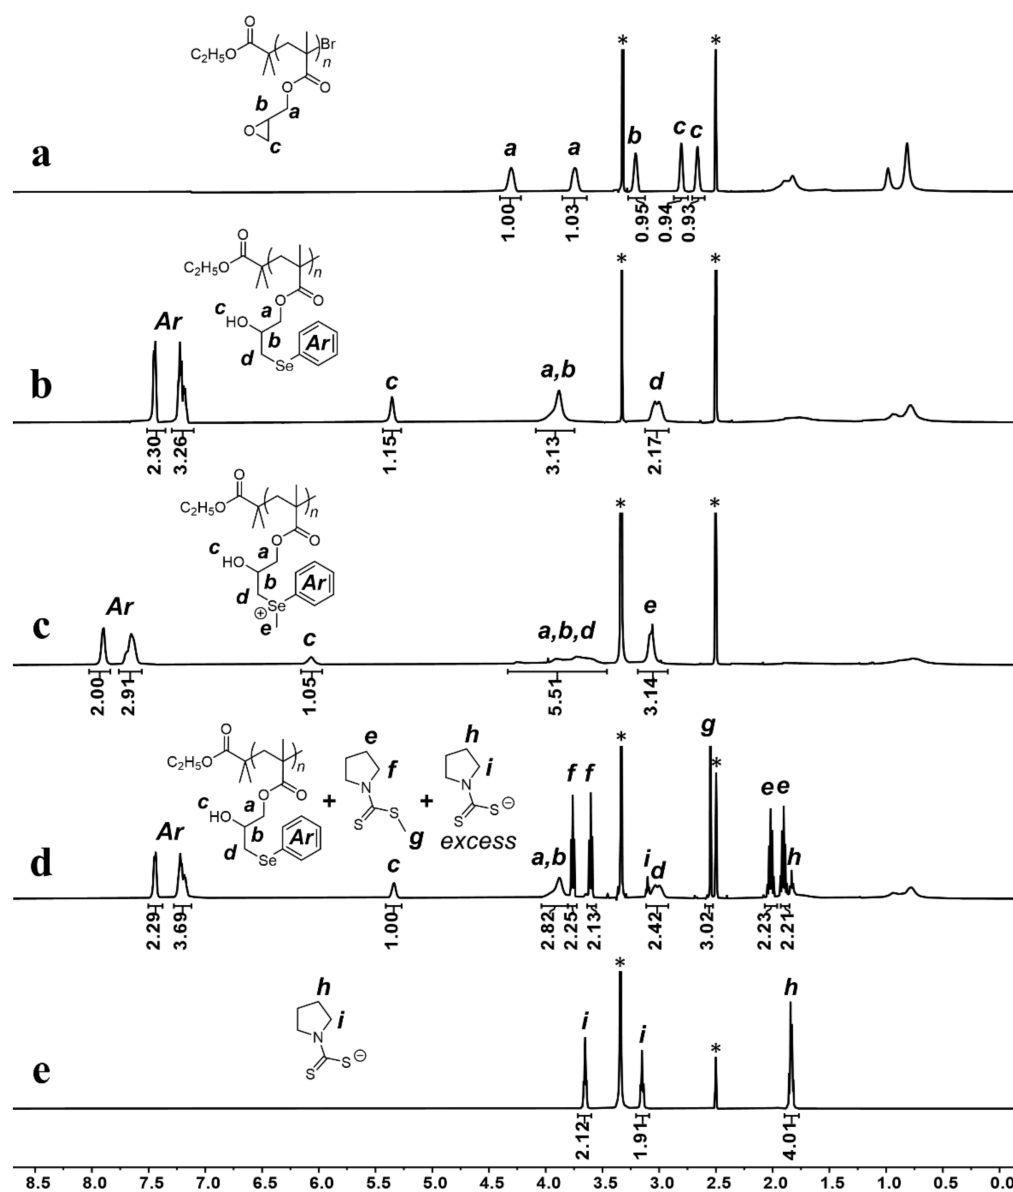 O
C2H5O
O
O
Br
n
b
a
O
c
a
a a * b c c *
1.00 1.03 0.95 0.94 0.93
O
C2H5O
n
O
O
c
HO
a
b
d
Se
Ar
b
Ar c a,b * d *
2.30 3.26 1.15 3.13 2.17
O
C2H5O
n
O
O
c
HO
a
b
d
Se
⊕
e
Ar
c
Ar c a,b,d * e *
2.00 2.91 1.05 5.51 3.14
O
C2H5O
n
O
O
c
HO
a
b
d
Se
Ar
+
e
f
N
S
S
g
+
h
i
N
S
S⊖
excess
d
Ar c a,b f f * i d g * e e h
2.29 3.69 1.00 2.82 2.25 2.13 2.42 3.02 2.23 2.21
h
i
N
S
S⊖
e
i * i * h
2.12 1.91 4.01
8.5 8.0 7.5 7.0 6.5 6.0 5.5 5.0 4.5 4.0 3.5 3.0 2.5 2.0 1.5 1.0 0.5 0.0